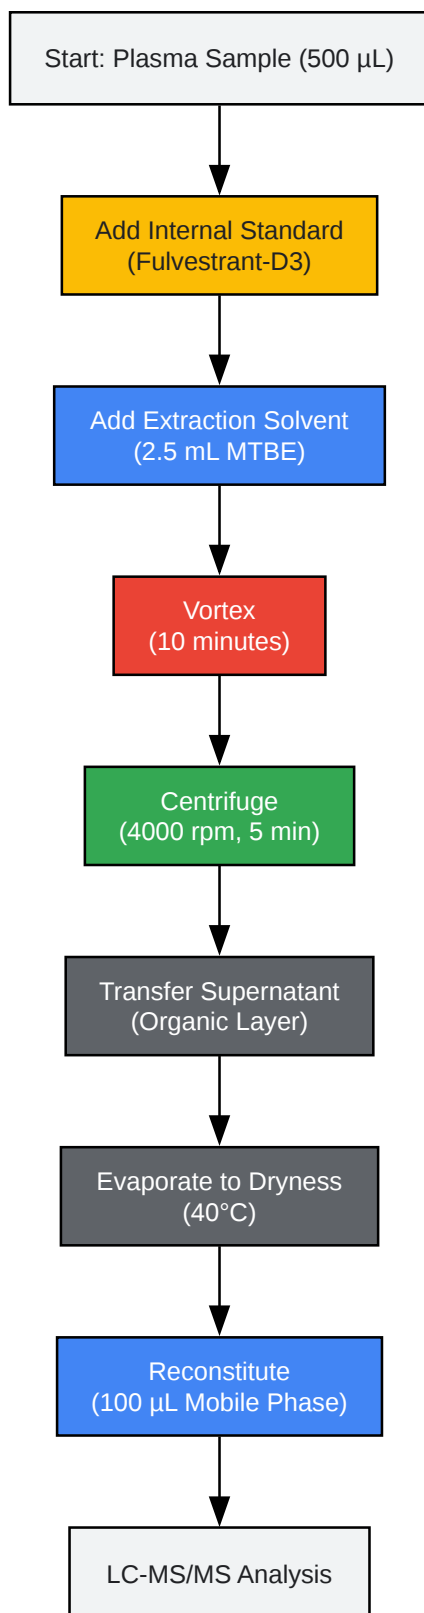 Start: Plasma Sample (500 µL)
Add Internal Standard
(Fulvestrant-D3)
Add Extraction Solvent
(2.5 mL MTBE)
Vortex
(10 minutes)
Centrifuge
(4000 rpm, 5 min)
Transfer Supernatant
(Organic Layer)
Evaporate to Dryness
(40°C)
Reconstitute
(100 µL Mobile Phase)
LC-MS/MS Analysis